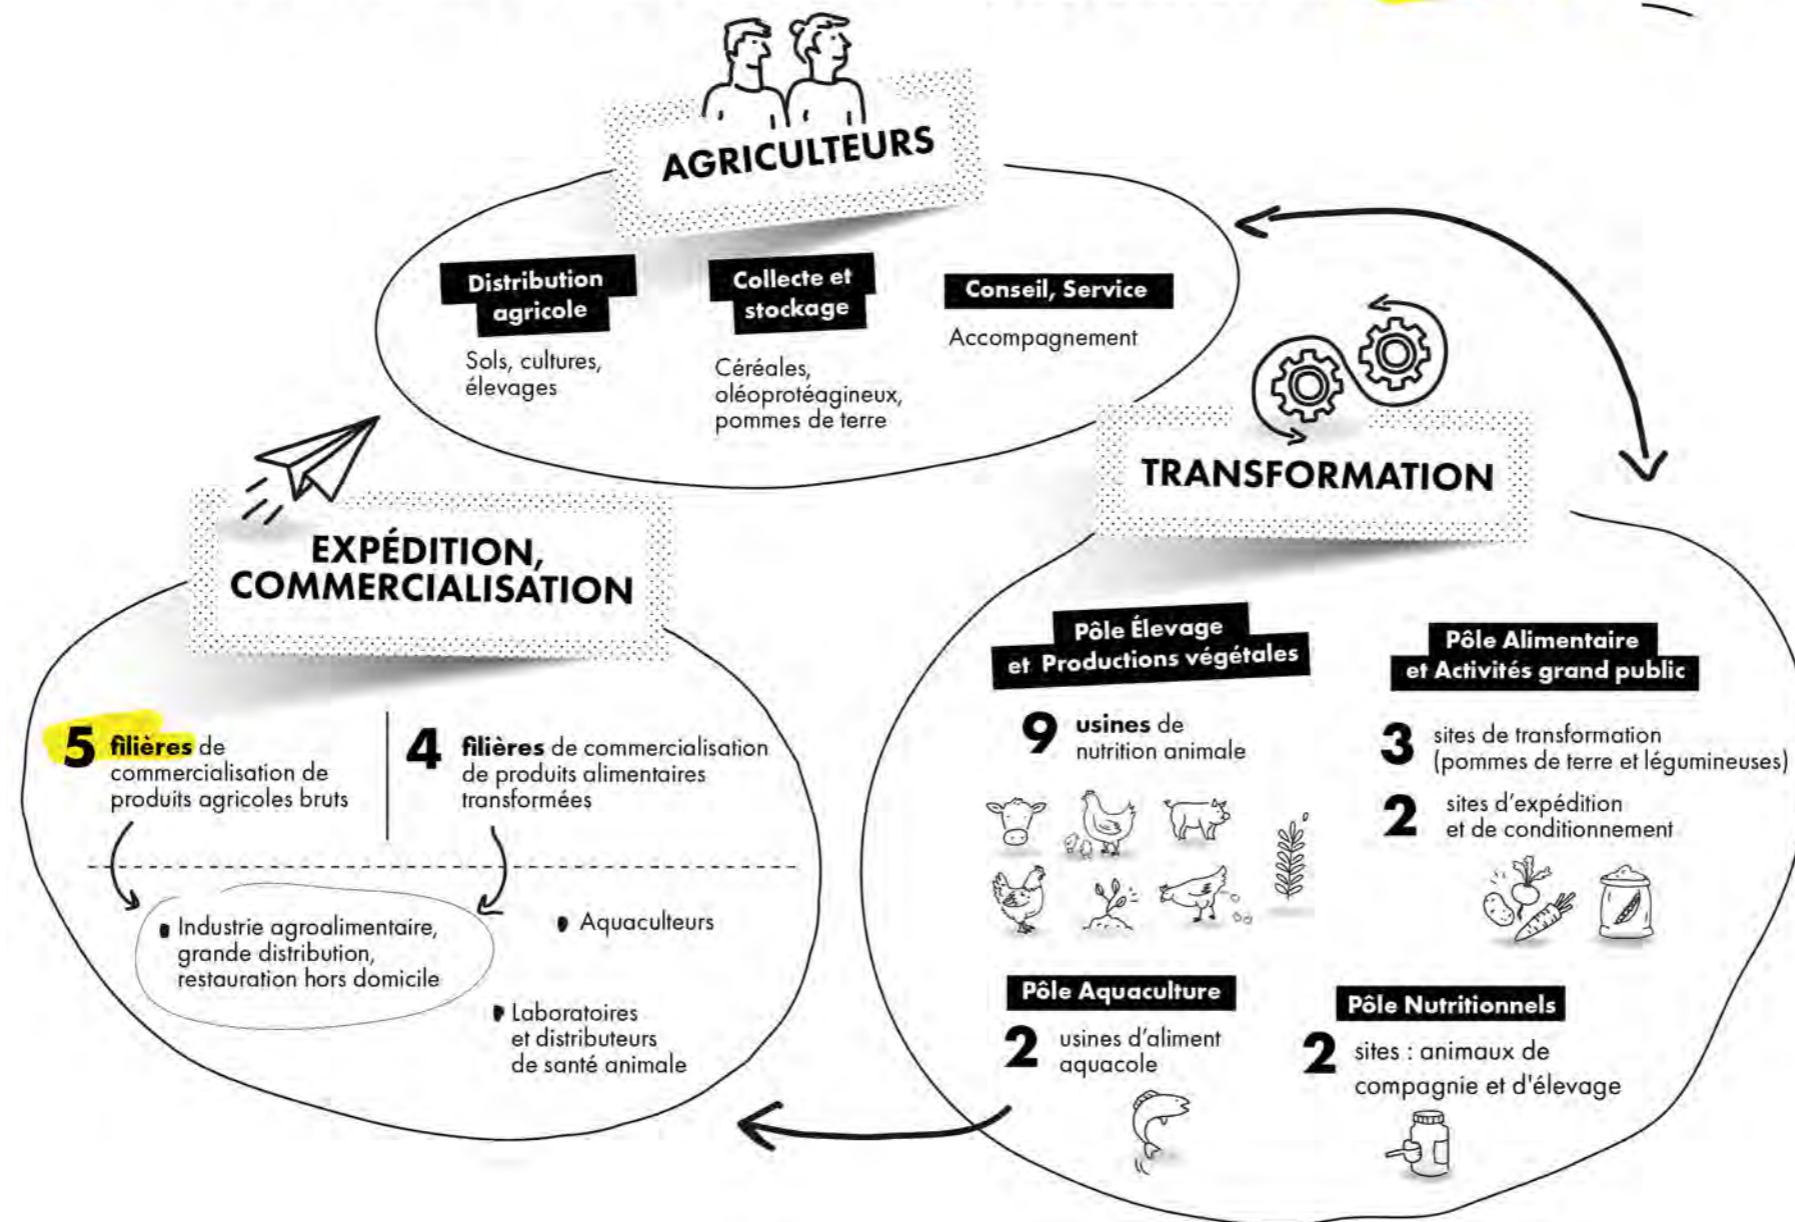 AGRICULTEURS
Distribution
agricole
Sols, cultures,
élevages
Collecte et
stockage
Céréales,
oléoprotéagineux,
pommes de terre
Conseil, Service
Accompagnement
TRANSFORMATION
Pôle Élevage
et Productions végétales
9 usines de
nutrition animale
Pôle Alimentaire
et Activités grand public
3 sites de transformation
(pommes de terre et légumineuses)
2 sites d'expédition
et de conditionnement
Pôle Aquaculture
2 usines d'aliment
aquacole
Pôle Nutritionnels
2 sites : animaux de
compagnie et d'élevage
EXPÉDITION,
COMMERCIALISATION
5 filières de
commercialisation de
produits agricoles bruts
4 filières de commercialisation
de produits alimentaires
transformées
Industrie agroalimentaire,
grande distribution,
restauration hors domicile
Aquaculteurs
Laboratoires
et distributeurs
de santé animale